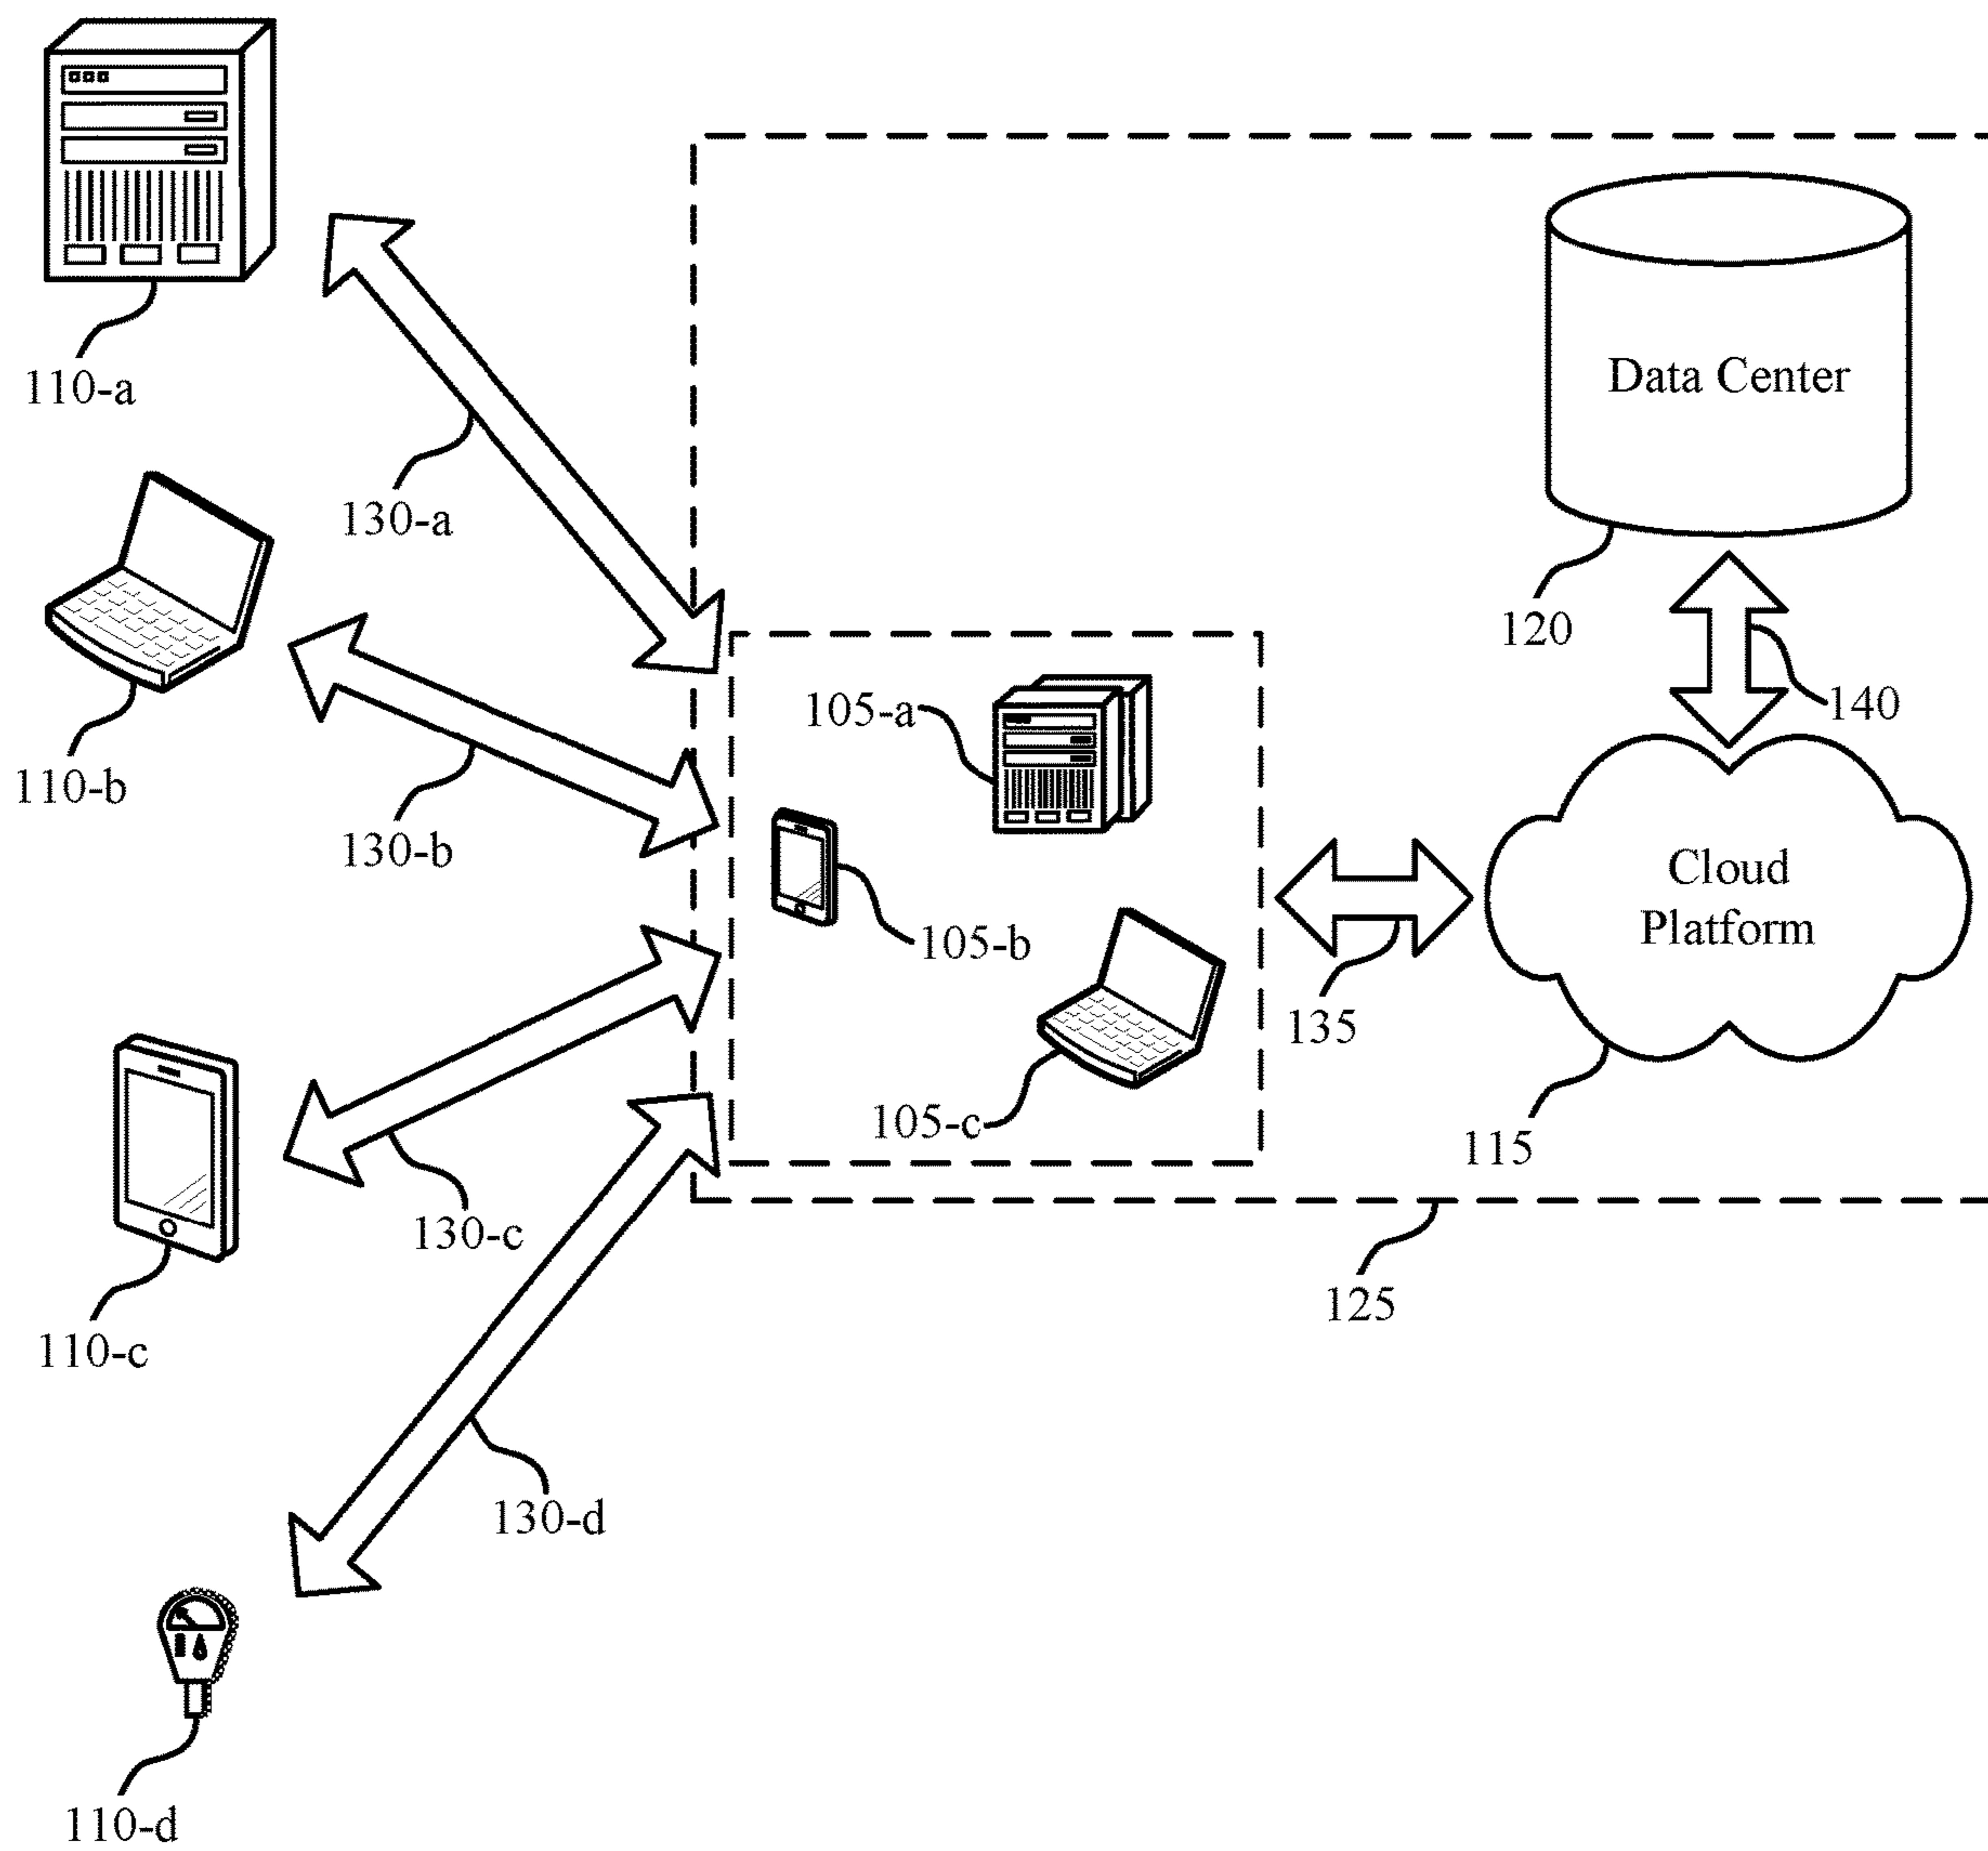 110-a
130-a
Data Center
120
140
110-b
130-b
105-a
105-b
Cloud
Platform
135
105-c
115
130-c
125
110-c
130-d
110-d